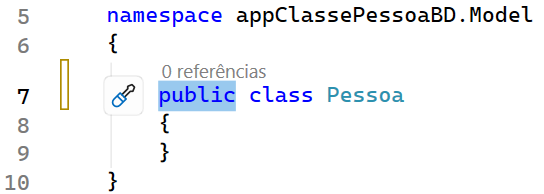 5 namespace appClassePessoaBD.Model
6 {
0 referências
7 public class Pessoa
8 {
9 }
10 }